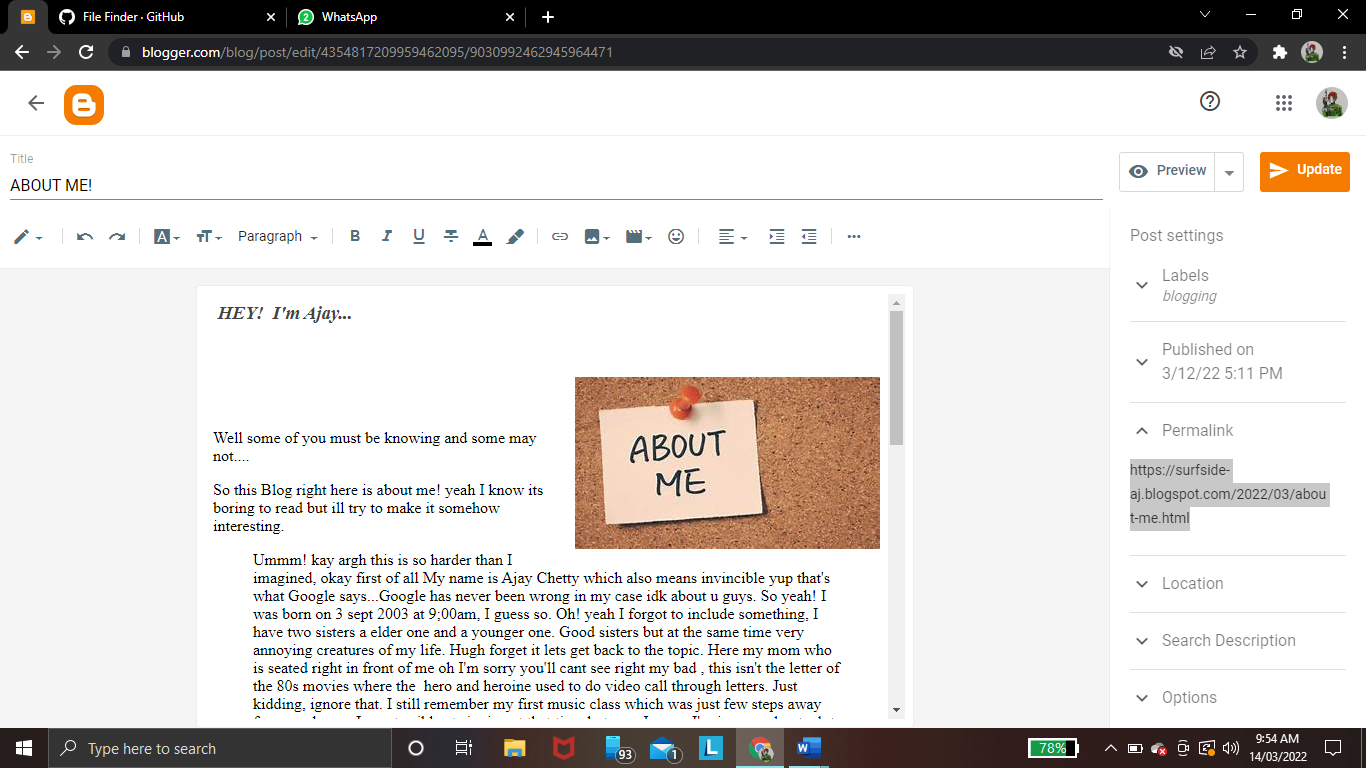 File Finder · GitHub
2
WhatsApp
blogger.com/blog/post/edit/4354817209959462095/9030992462945964471
Title
ABOUT ME!
Preview
Update
Paragraph
B I U A
HEY!  I'm Ajay...
ABOUT
ME
Well some of you must be knowing and some may
not....
So this Blog right here is about me! yeah I know its
boring to read but ill try to make it somehow
interesting.
Ummm! kay argh this is so harder than I
imagined, okay first of all My name is Ajay Chetty which also means invincible yup that's
what Google says...Google has never been wrong in my case idk about u guys. So yeah! I
was born on 3 sept 2003 at 9;00am, I guess so. Oh! yeah I forgot to include something, I
have two sisters a elder one and a younger one. Good sisters but at the same time very
annoying creatures of my life. Hugh forget it lets get back to the topic. Here my mom who
is seated right in front of me oh I'm sorry you'll cant see right my bad , this isn't the letter of
the 80s movies where the  hero and heroine used to do video call through letters. Just
kidding, ignore that. I still remember my first music class which was just few steps away
Post settings
Labels
blogging
Published on
3/12/22 5:11 PM
Permalink
https://surfside-
aj.blogspot.com/2022/03/abou
t-me.html
Location
Search Description
Options
Type here to search
93
1
L
W
78%
9:54 AM
14/03/2022